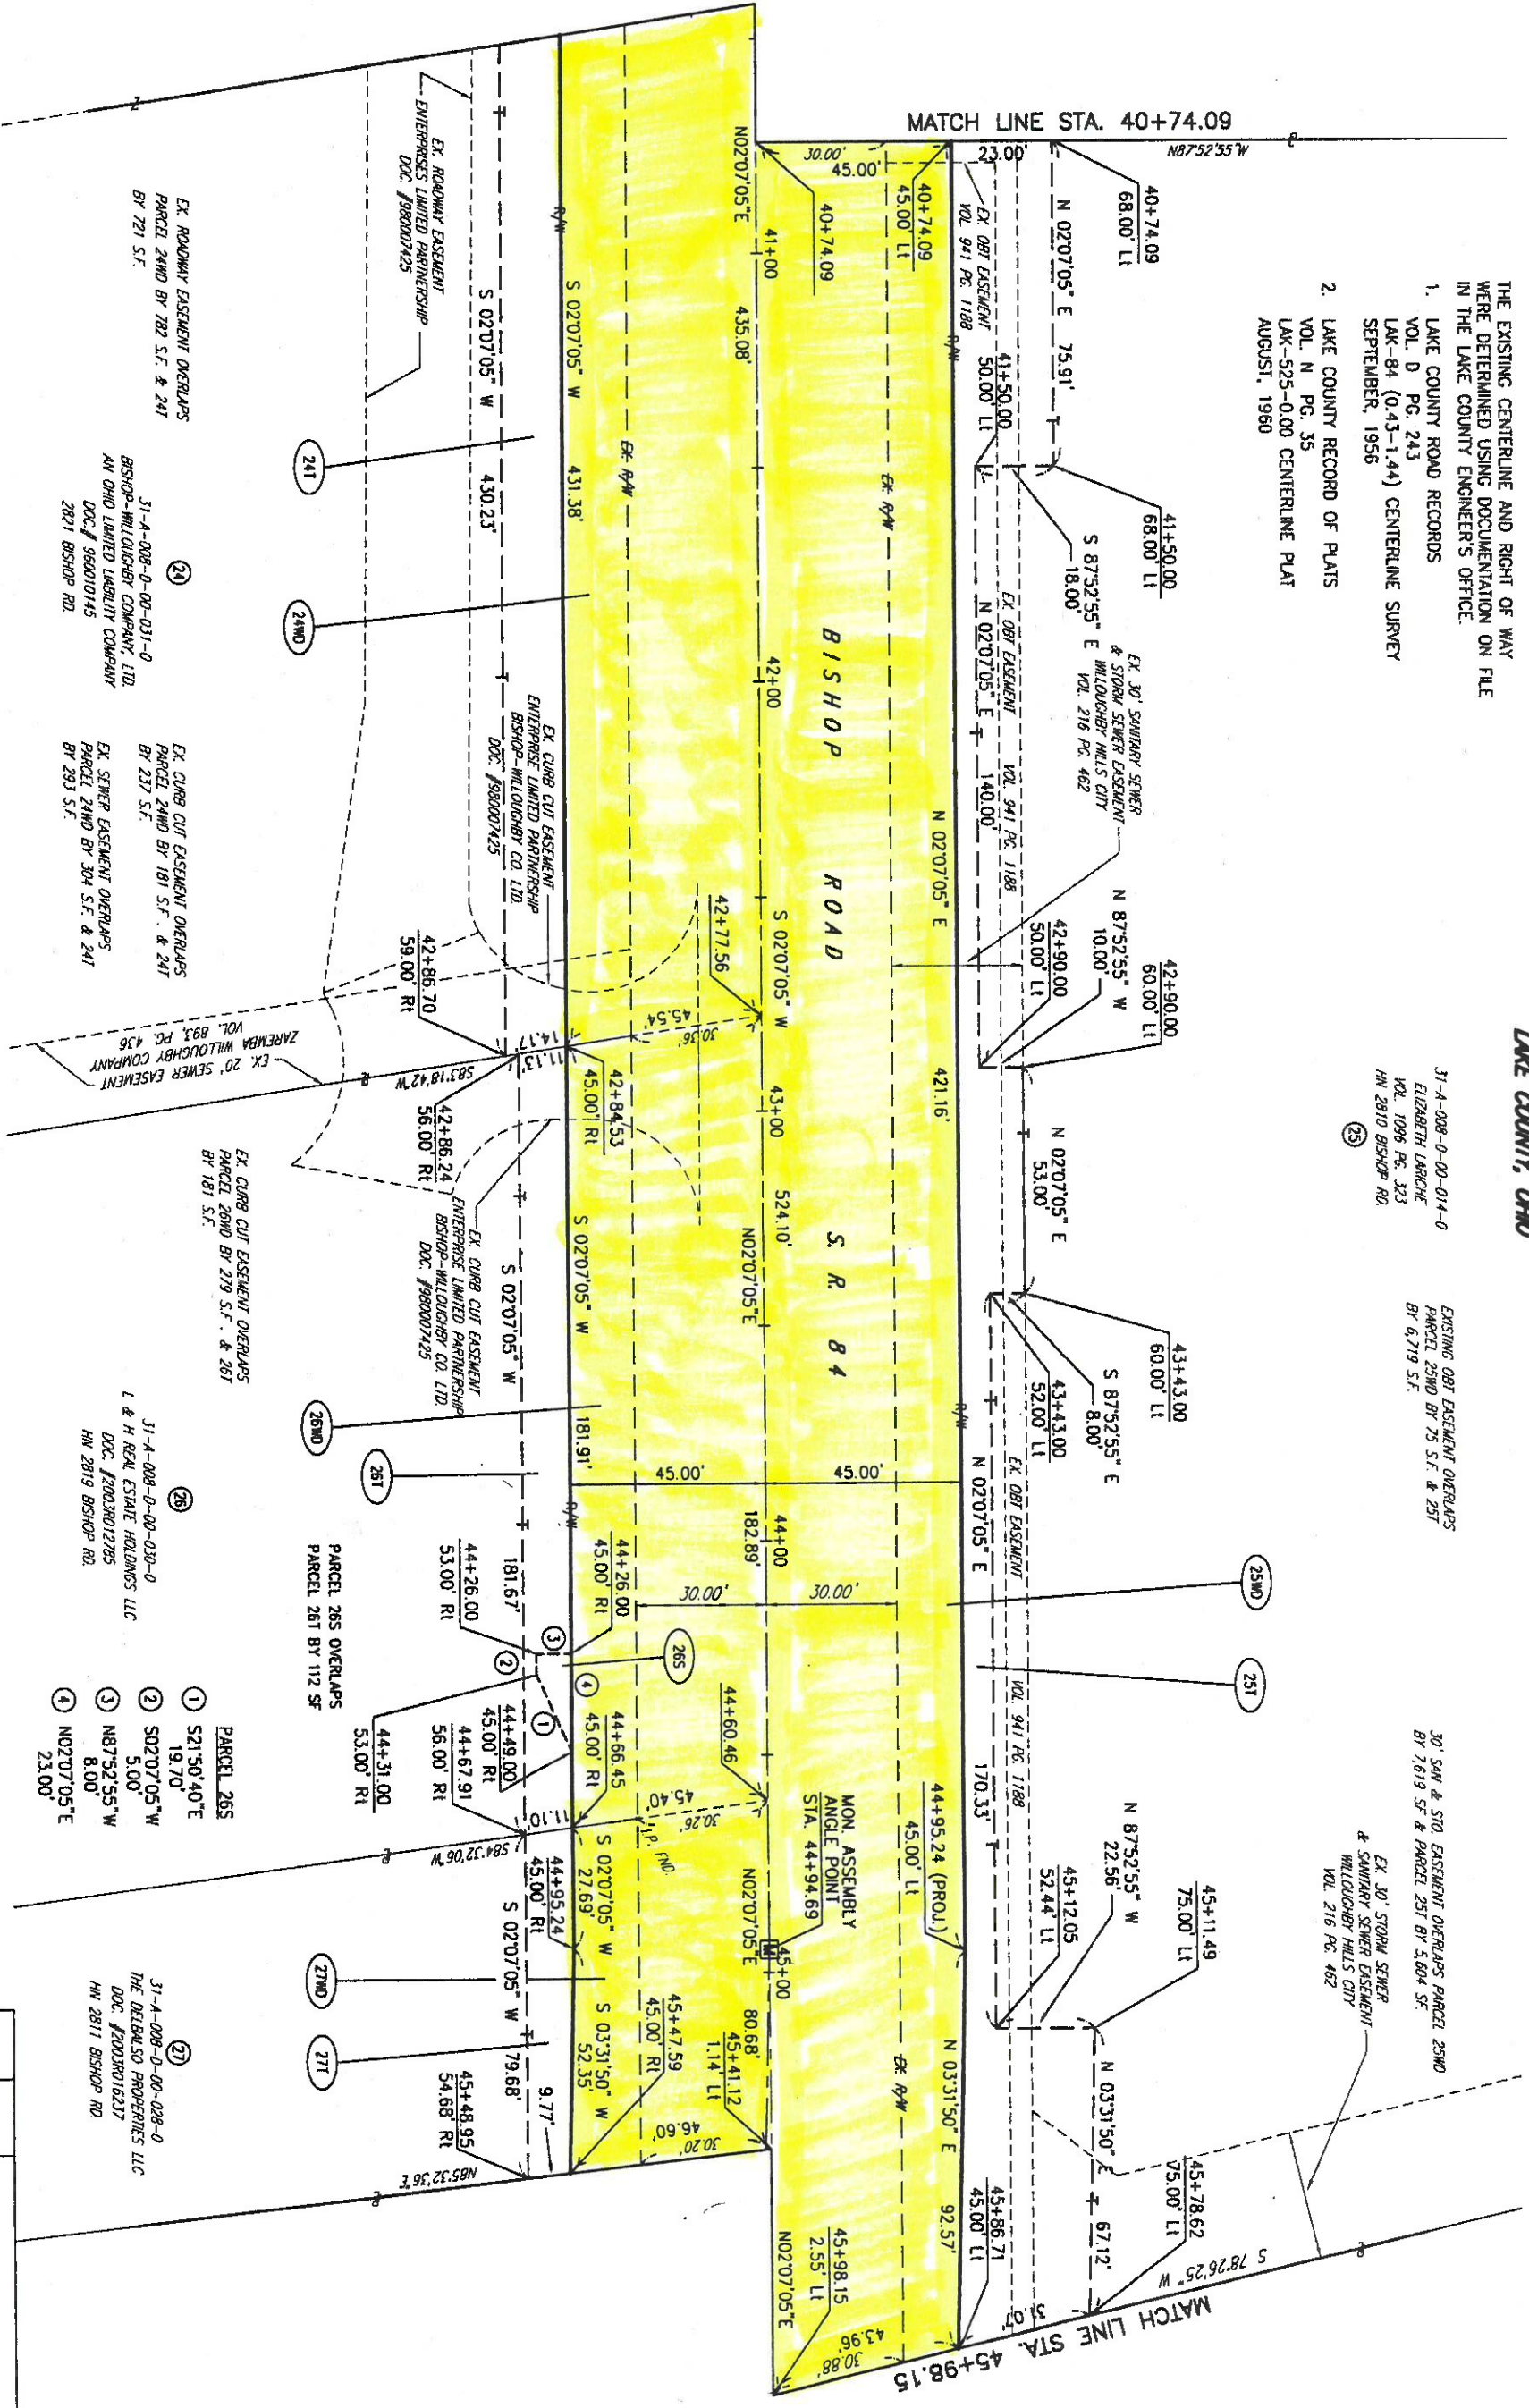 LAKE COUNTY, OHIO
THE EXISTING CENTERLINE AND RIGHT OF WAY
WERE DETERMINED USING DOCUMENTATION ON FILE
IN THE LAKE COUNTY ENGINEER'S OFFICE.
1. LAKE COUNTY ROAD RECORDS
VOL. D PG. 243
LAK-84 (0.43-1.44) CENTERLINE SURVEY
SEPTEMBER, 1956
2. LAKE COUNTY RECORD OF PLATS
VOL. N PG. 35
LAK-525-0.00 CENTERLINE PLAT
AUGUST, 1960
31-A-008-0-00-014-0
ELIZABETH LARICHE
VOL. 1096 PG. 323
HN 2810 BISHOP RD.
25
EXISTING OBT EASEMENT OVERLAPS
PARCEL 25WD BY 75 S.F. & 25T
BY 6,719 S.F.
30' SAN & STO. EASEMENT OVERLAPS PARCEL 25WD
BY 7,619 SF & PARCEL 25T BY 5,604 SF.
EX. 30' STORM SEWER
& SANITARY SEWER EASEMENT
WILLOUGHBY HILLS CITY
VOL. 216 PG. 462
MATCH LINE STA. 40+74.09
N87°52'55"W
40+74.09
68.00' Lt
N 02°07'05" E 75.91'
23.00'
41+50.00
68.00' Lt
S 87°52'55" E
18.00'
41+50.00
50.00' Lt
EX. OBT EASEMENT
VOL. 941 PG. 1188
40+74.09
45.00' Lt
N 02°07'05" E
140.00'
EX. OBT EASEMENT VOL. 941 PG. 1188
EX. 30' SANITARY SEWER
& STORM SEWER EASEMENT
WILLOUGHBY HILLS CITY
VOL. 216 PG. 462
42+90.00
60.00' Lt
N 87°52'55" W
10.00'
42+90.00
50.00' Lt
N 02°07'05" E
53.00'
43+43.00
60.00' Lt
S 87°52'55" E
8.00'
43+43.00
52.00' Lt
N 02°07'05" E
170.33'
EX. OBT EASEMENT
VOL. 941 PG. 1188
25WD
25T
45+11.49
75.00' Lt
N 87°52'55" W
22.56'
45+12.05
52.44' Lt
N 03°31'50" E 67.12'
45+78.62
75.00' Lt
S 78°26'25" W
MATCH LINE STA. 45+98.15
31.07'
R/W
N 02°07'05" E
421.16'
R/W
44+95.24 (PROJ.)
45.00' Lt
N 03°31'50" E
92.57'
45+86.71
45.00' Lt
EX. R/W
EX. R/W
43.96'
30.88'
45.00'
30.00'
40+74.09
BISHOP ROAD S. R. 84
45.00'
30.00'
MON. ASSEMBLY
ANGLE POINT
STA. 44+94.69
45+98.15
2.55' Lt
N02°07'05"E
N02°07'05"E
41+00
435.08'
42+00
S 02°07'05" W
43+00
524.10'
N02°07'05"E
44+00
182.89'
N02°07'05"E
M
45+00
80.68'
45+41.12
1.14' Lt
42+77.56
45.54'
30.36'
45.00'
30.00'
44+60.46
45.40'
30.26'
I.P. FND.
45+47.59
45.00' Rt
46.60'
30.20'
EX. R/W
R/W
S 02°07'05" W
431.38'
42+84.53
45.00' Rt
S 02°07'05" W
181.91'
R/W
44+26.00
45.00' Rt
26S
44+66.45
45.00' Rt
S 02°07'05" W
27.69'
S 03°31'50" W
52.35'
44+95.24
45.00' Rt
EX. ROADWAY EASEMENT
ENTERPRISES LIMITED PARTNERSHIP
DOC. #980007425
S 02°07'05" W
430.23'
EX. CURB CUT EASEMENT
ENTERPRISE LIMITED PARTNERSHIP
BISHOP-WILLOUGHBY CO. LTD.
DOC. #980007425
42+86.70
59.00' Rt
14.17'
11.13'
S83°18'42"W
42+86.24
56.00' Rt
S 02°07'05" W
181.67'
EX. CURB CUT EASEMENT
ENTERPRISE LIMITED PARTNERSHIP
BISHOP-WILLOUGHBY CO. LTD.
DOC. #980007425
44+26.00
53.00' Rt
3
2
1
4
44+31.00
53.00' Rt
44+49.00
45.00' Rt
44+67.91
56.00' Rt
11.10'
S84°32'06"W
S 02°07'05" W
79.68'
9.77'
45+48.95
54.68' Rt
N85°32'36"E
24T
24WD
26WD
26T
27WD
27T
EX. 20' SEWER EASEMENT
ZAREMBA WILLOUGHBY COMPANY
VOL. 893, PG. 436
EX. ROADWAY EASEMENT OVERLAPS
PARCEL 24WD BY 782 S.F. & 24T
BY 721 S.F.
24
31-A-008-D-00-031-0
BISHOP-WILLOUGHBY COMPANY, LTD.
AN OHIO LIMITED LIABILITY COMPANY
DOC.# 960010145
2821 BISHOP RD.
EX. CURB CUT EASEMENT OVERLAPS
PARCEL 24WD BY 181 S.F. & 24T
BY 237 S.F.
EX. SEWER EASEMENT OVERLAPS
PARCEL 24WD BY 304 S.F. & 24T
BY 293 S.F.
EX. CURB CUT EASEMENT OVERLAPS
PARCEL 26WD BY 279 S.F. & 26T
BY 181 S.F.
26
31-A-008-D-00-030-0
L & H REAL ESTATE HOLDINGS LLC
DOC. #2003R012785
HN 2819 BISHOP RD.
PARCEL 26S OVERLAPS
PARCEL 26T BY 112 SF
PARCEL 26S
1 S21°50'40"E
19.70'
2 S02°07'05"W
5.00'
3 N87°52'55"W
8.00'
4 N02°07'05"E
23.00'
27
31-A-008-D-00-028-0
THE DELBALSO PROPERTIES LLC
DOC. #2003R016237
HN 2811 BISHOP RD.